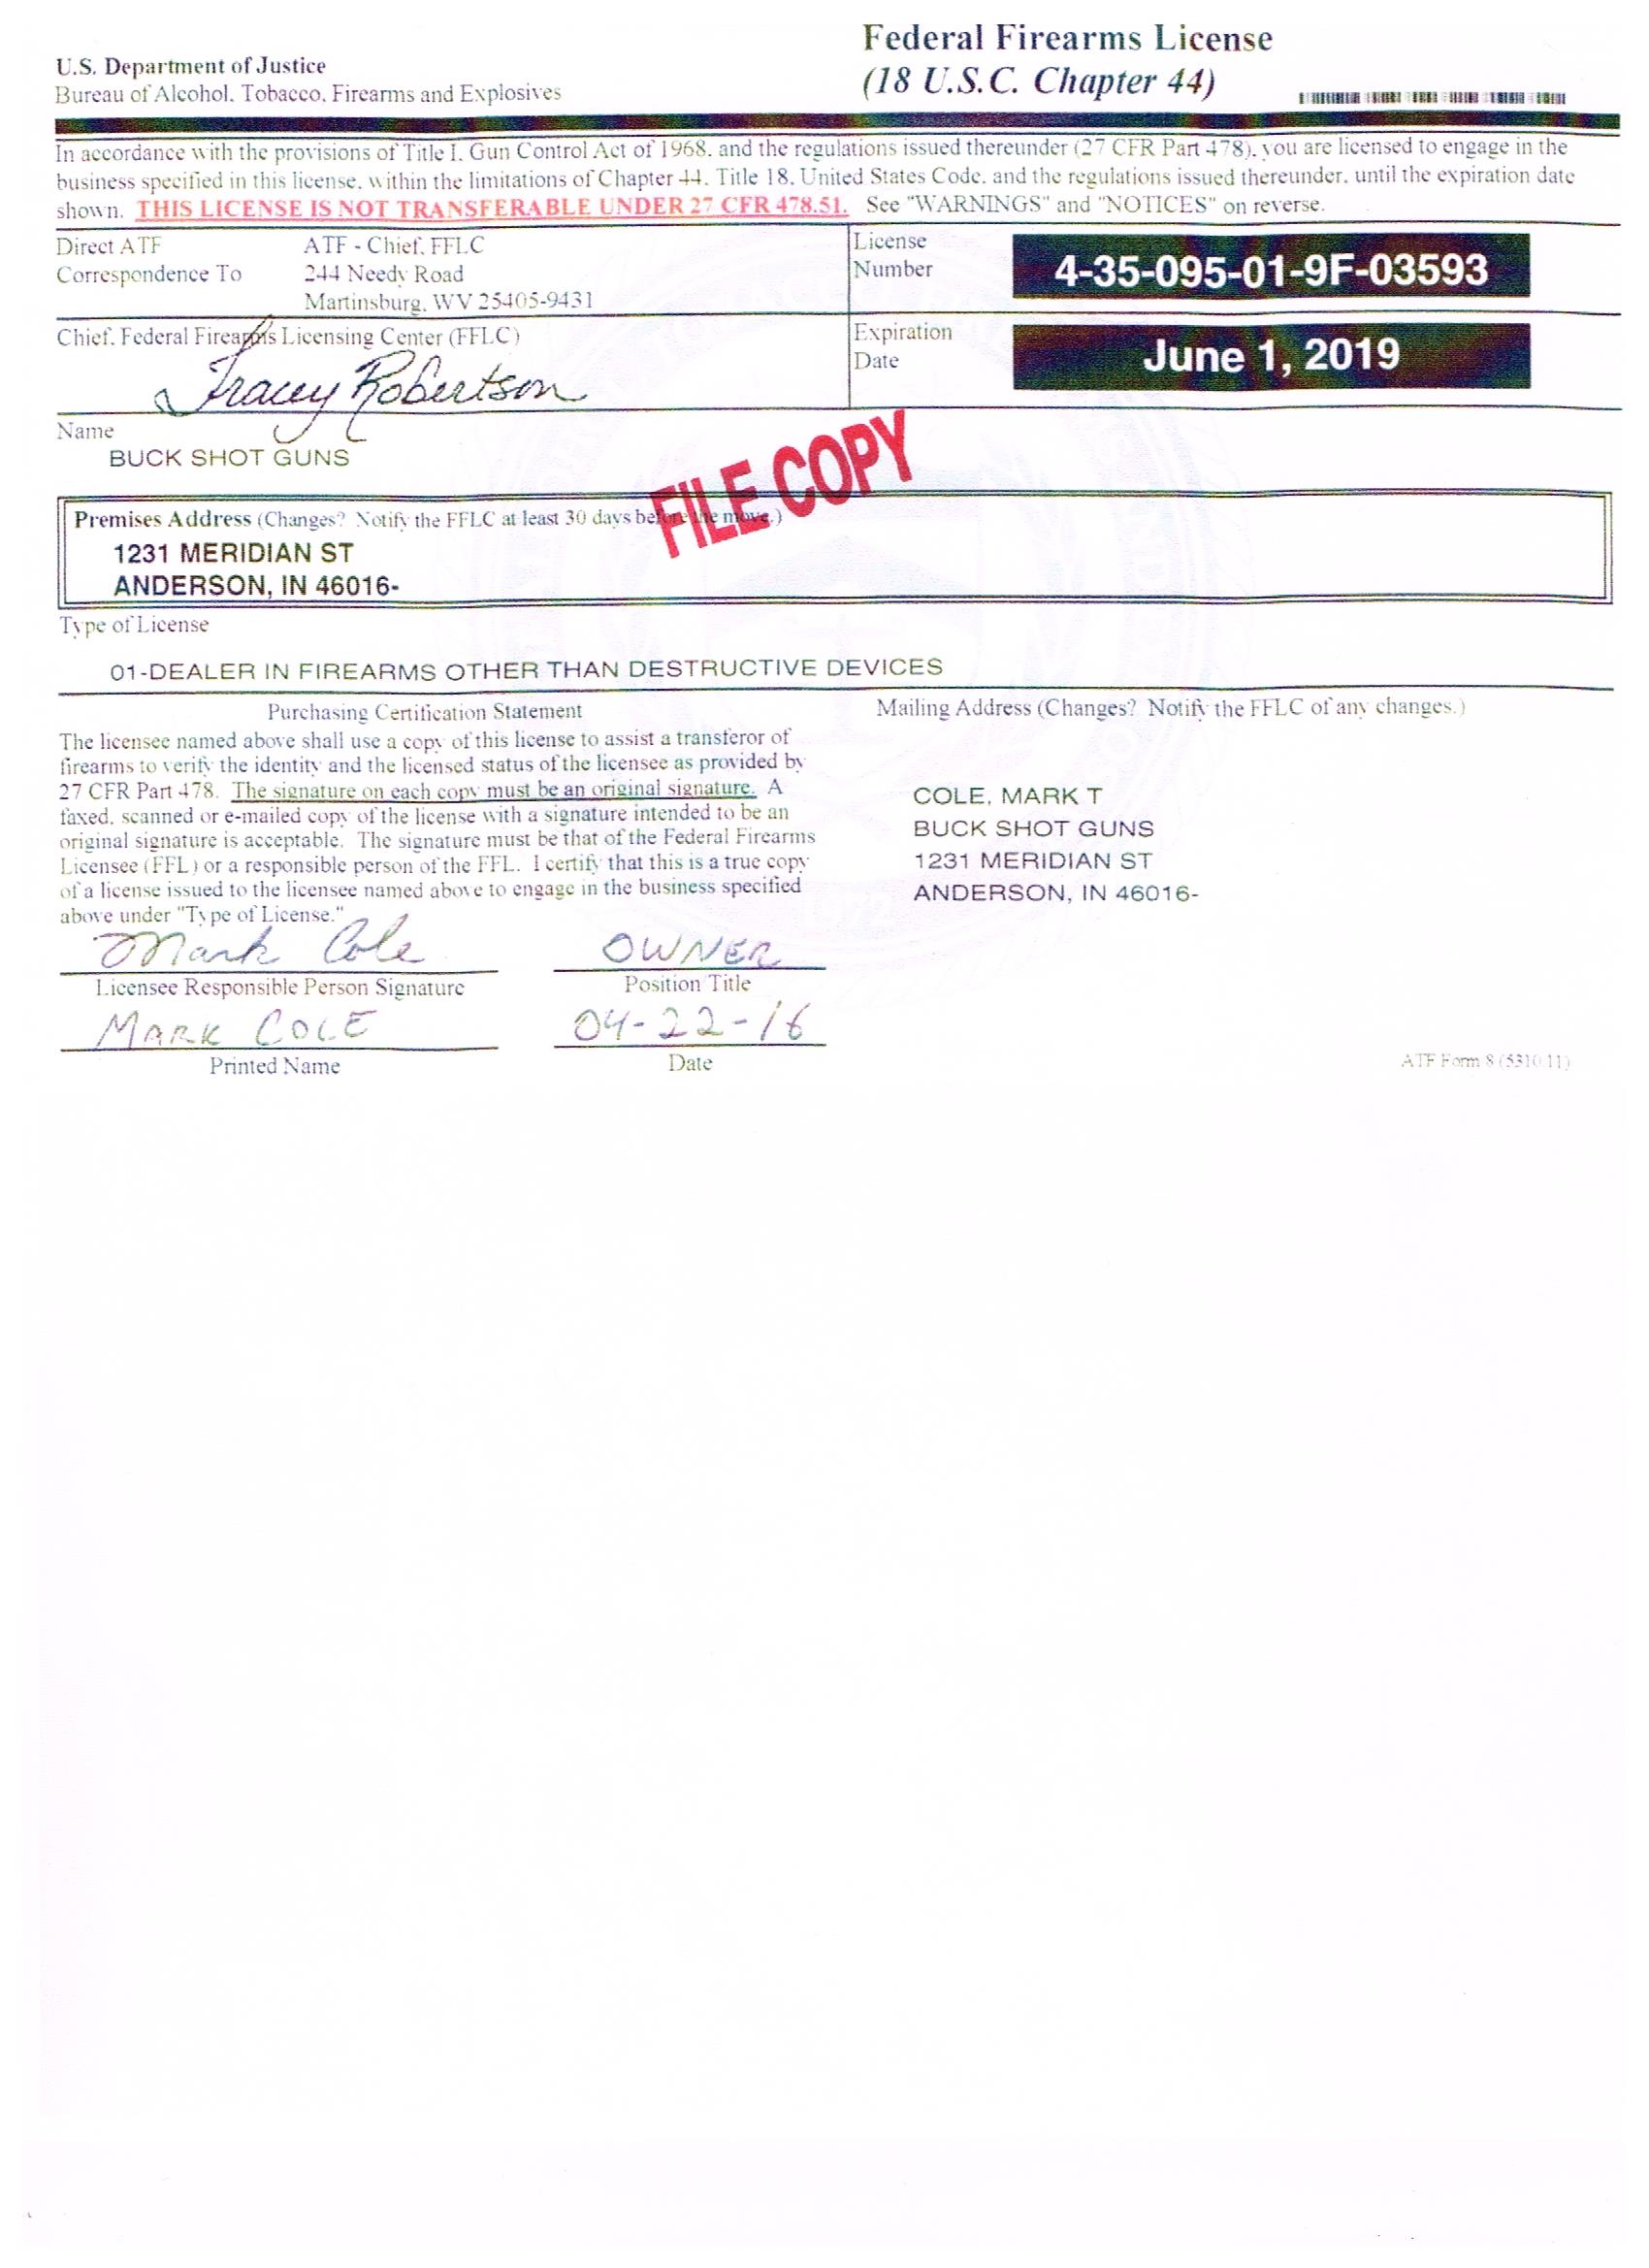 U.S. Department of Justice
Bureau of Alcohol, Tobacco, Firearms and Explosives
Federal Firearms License
(18 U.S.C. Chapter 44)
In accordance with the provisions of Title I, Gun Control Act of 1968, and the regulations issued thereunder (27 CFR Part 478), you are licensed to engage in the
business specified in this license, within the limitations of Chapter 44, Title 18, United States Code, and the regulations issued thereunder, until the expiration date
shown. THIS LICENSE IS NOT TRANSFERABLE UNDER 27 CFR 478.51. See "WARNINGS" and "NOTICES" on reverse.
Direct ATF
Correspondence To
ATF - Chief, FFLC
244 Needy Road
Martinsburg, WV 25405-9431
License
Number
4-35-095-01-9F-03593
Chief, Federal Firearms Licensing Center (FFLC)
Tracey Robertson
Expiration
Date
June 1, 2019
Name
BUCK SHOT GUNS
FILE COPY
Premises Address (Changes? Notify the FFLC at least 30 days before the move.)
1231 MERIDIAN ST
ANDERSON, IN 46016-
Type of License
01-DEALER IN FIREARMS OTHER THAN DESTRUCTIVE DEVICES
Purchasing Certification Statement
The licensee named above shall use a copy of this license to assist a transferor of
firearms to verify the identity and the licensed status of the licensee as provided by
27 CFR Part 478. The signature on each copy must be an original signature. A
faxed, scanned or e-mailed copy of the license with a signature intended to be an
original signature is acceptable. The signature must be that of the Federal Firearms
Licensee (FFL) or a responsible person of the FFL. I certify that this is a true copy
of a license issued to the licensee named above to engage in the business specified
above under "Type of License."
Mailing Address (Changes? Notify the FFLC of any changes.)
COLE, MARK T
BUCK SHOT GUNS
1231 MERIDIAN ST
ANDERSON, IN 46016-
Mark Cole
OWNER
Licensee Responsible Person Signature
Position Title
MARK COLE
04-22-16
Printed Name
Date
ATF Form 8 (5310.11)